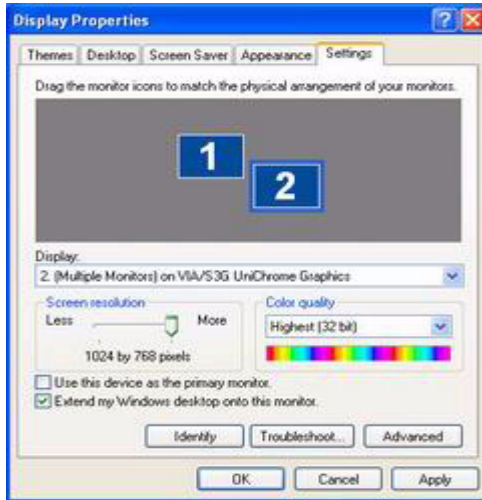 Display Properties
Themes Desktop Screen Saver Appearance Settings
Drag the monitor icons to match the physical arrangement of your monitors.
1
2
Display:
2. (Multiple Monitors) on VIA/S3G UniChrome Graphics
Screen resolution
Less More
1024 by 768 pixels
Color quality
Highest (32 bit)
Use this device as the primary monitor.
Extend my Windows desktop onto this monitor.
Identify Troubleshoot... Advanced
OK Cancel Apply